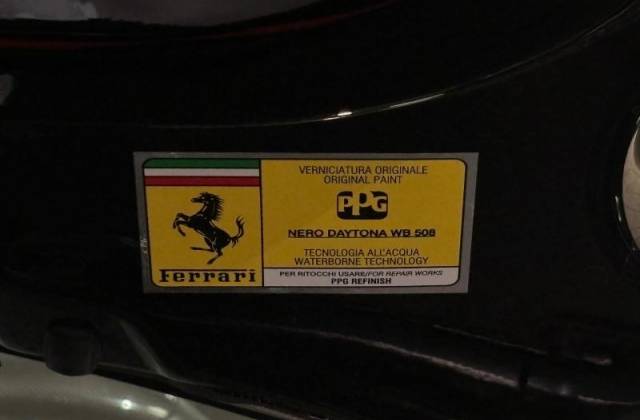 VERNICIATURA ORIGINALE
ORIGINAL PAINT
PPG
NERO DAYTONA WB 508
TECNOLOGIA ALL'ACQUA
WATERBORNE TECHNOLOGY
Ferrari
PER RITOCCHI USARE/FOR REPAIR WORKS
PPG REFINISH